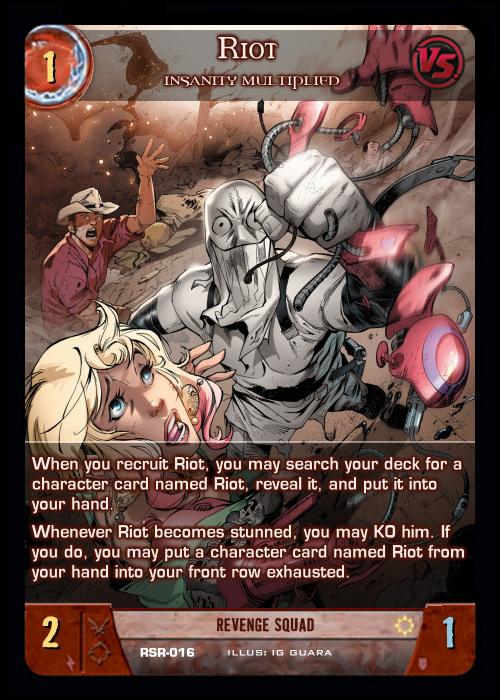 1
Riot
VS
INSANITY MULTIPLIED
When you recruit Riot, you may search your deck for a
character card named Riot, reveal it, and put it into
your hand.
Whenever Riot becomes stunned, you may KO him. If
you do, you may put a character card named Riot from
your hand into your front row exhausted.
2
REVENGE SQUAD
1
RSR-016
ILLUS: IG GUARA